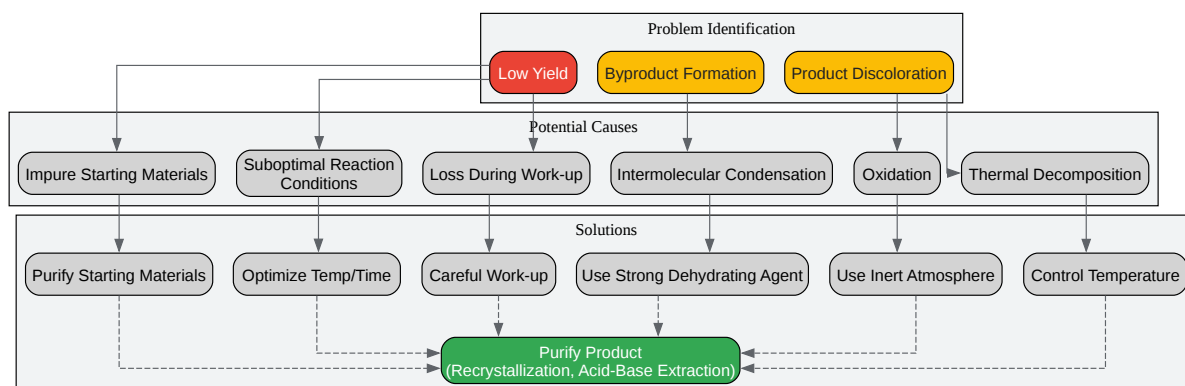 Problem Identification
Low Yield
Byproduct Formation
Product Discoloration
Potential Causes
Impure Starting Materials
Suboptimal Reaction
Conditions
Loss During Work-up
Intermolecular Condensation
Oxidation
Thermal Decomposition
Solutions
Purify Starting Materials
Optimize Temp/Time
Careful Work-up
Use Strong Dehydrating Agent
Use Inert Atmosphere
Control Temperature
Purify Product
(Recrystallization, Acid-Base Extraction)